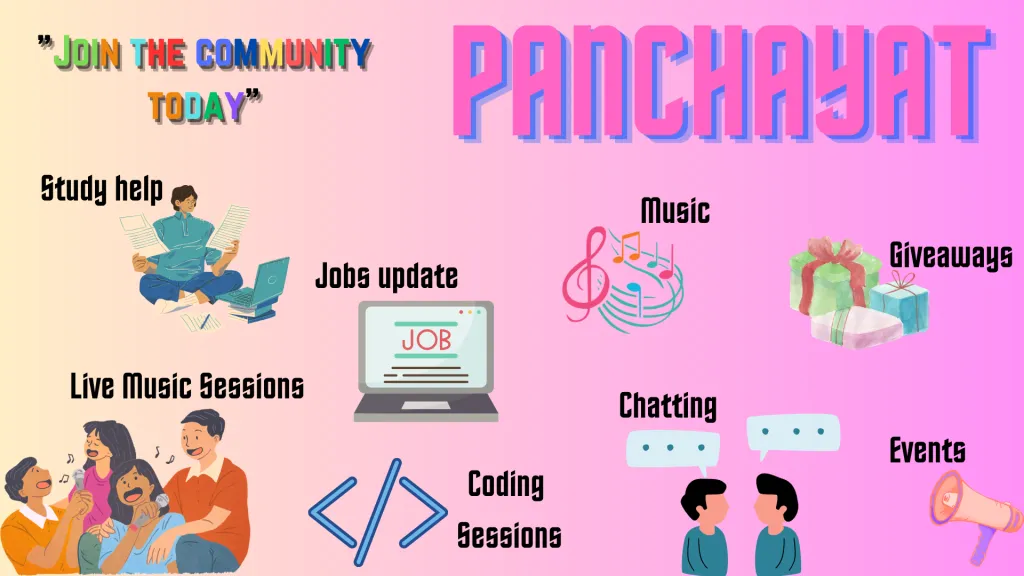 "JOIN THE COMMUNITY
TODAY"
PANCHAYAT
Study help
Music
Giveaways
Jobs update
JOB
Live Music Sessions
Chatting
Events
Coding
Sessions